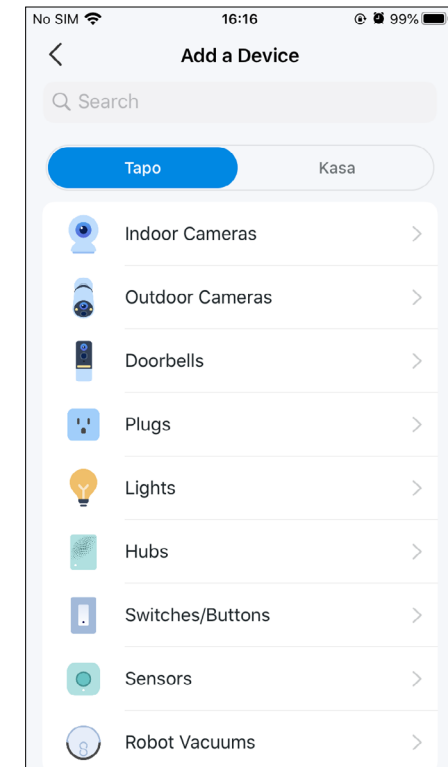 No SIM 16:16 99%
Add a Device
Search
Tapo Kasa
Indoor Cameras
Outdoor Cameras
Doorbells
Plugs
Lights
Hubs
Switches/Buttons
Sensors
Robot Vacuums